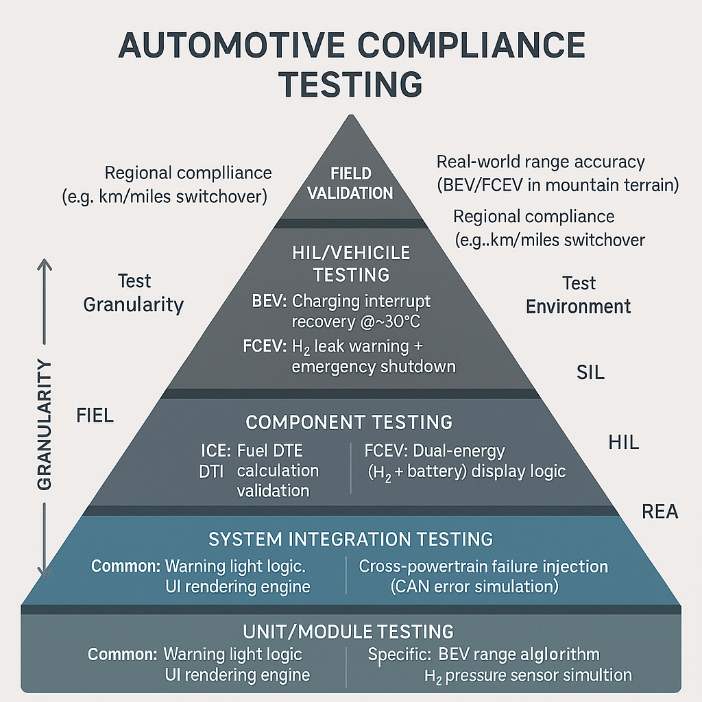 AUTOMOTIVE COMPLIANCE
TESTING
Regional complliance
(e.g. km/miles switchover)
FIELD
VALIDATION
Real-world range accuracy
(BEV/FCEV in mountain terrain)
Regional compliance
(e.g..km/miles switchover
Test
Granularity
HIL/VEHICILE
TESTING
BEV: Charging interrupt
recovery @~30°C
FCEV: H₂ leak warning +
emergency shutdown
Test
Environment
SIL
HIL
REA
GRANULARITY
FIEL
COMPONENT TESTING
ICE: Fuel DTE
DTI calculation
validation
FCEV: Dual-energy
(H₂ + battery) display logic
SYSTEM INTEGRATION TESTING
Common: Warning light logic.
UI rendering engine
Cross-powertrain failure injection
(CAN error simulation)
UNIT/MODULE TESTING
Common: Warning light logic
UI rendering engine
Specific: BEV range alglorithm
H₂ pressure sensor simultion